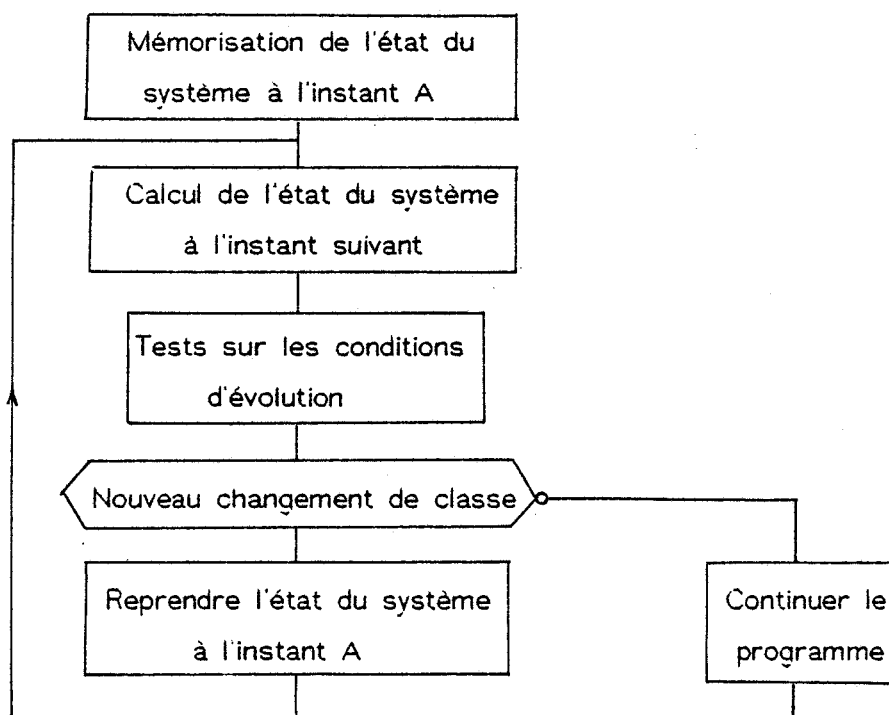 Mémorisation de l'état du
système à l'instant A
Calcul de l'état du système
à l'instant suivant
Tests sur les conditions
d'évolution
Nouveau changement de classe
Reprendre l'état du système
à l'instant A
Continuer le
programme